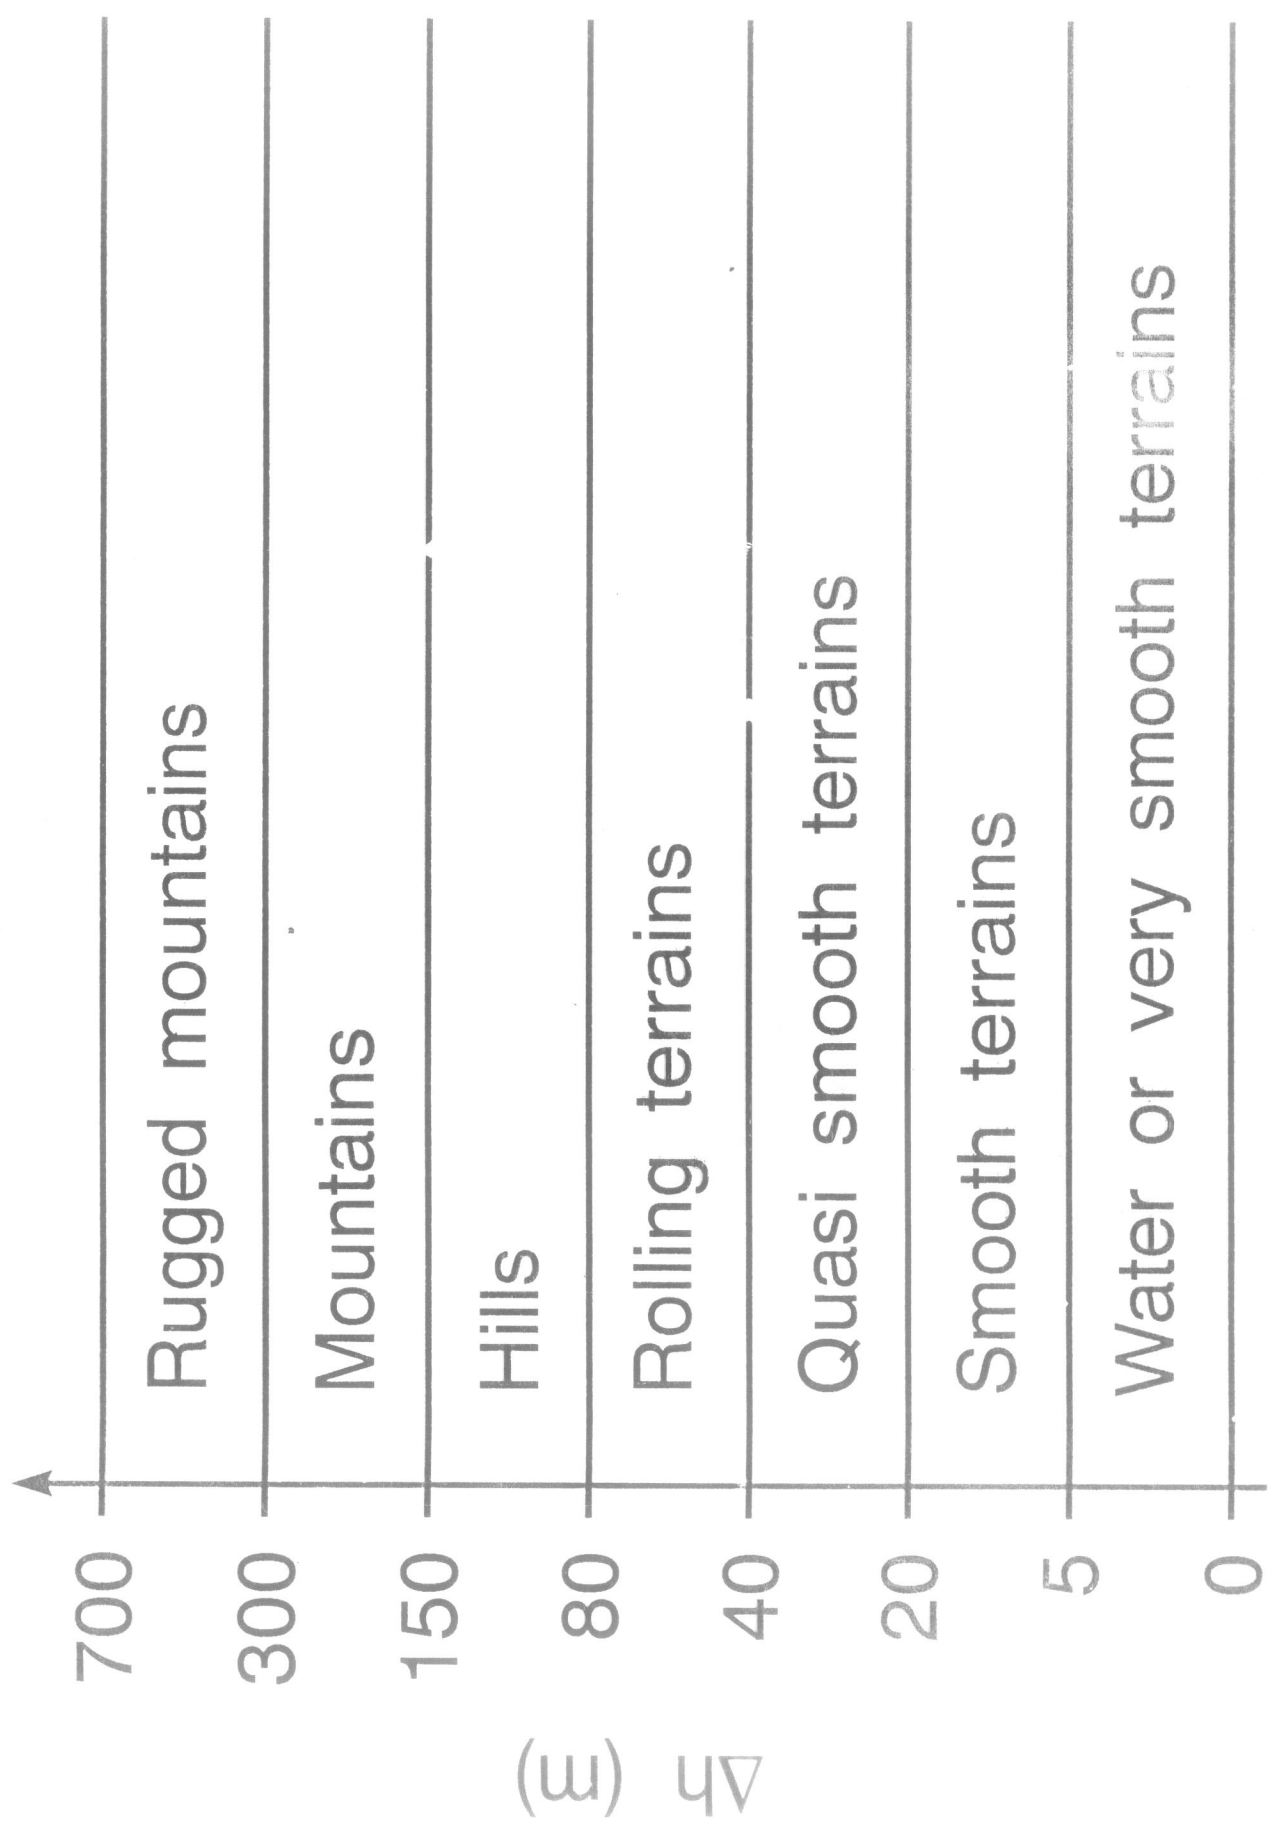 Rugged mountains
Mountains
Hills
Rolling terrains
Quasi smooth terrains
Smooth terrains
Water or very smooth terrains
700
300
150
80
40
20
5
0
Δh (m)